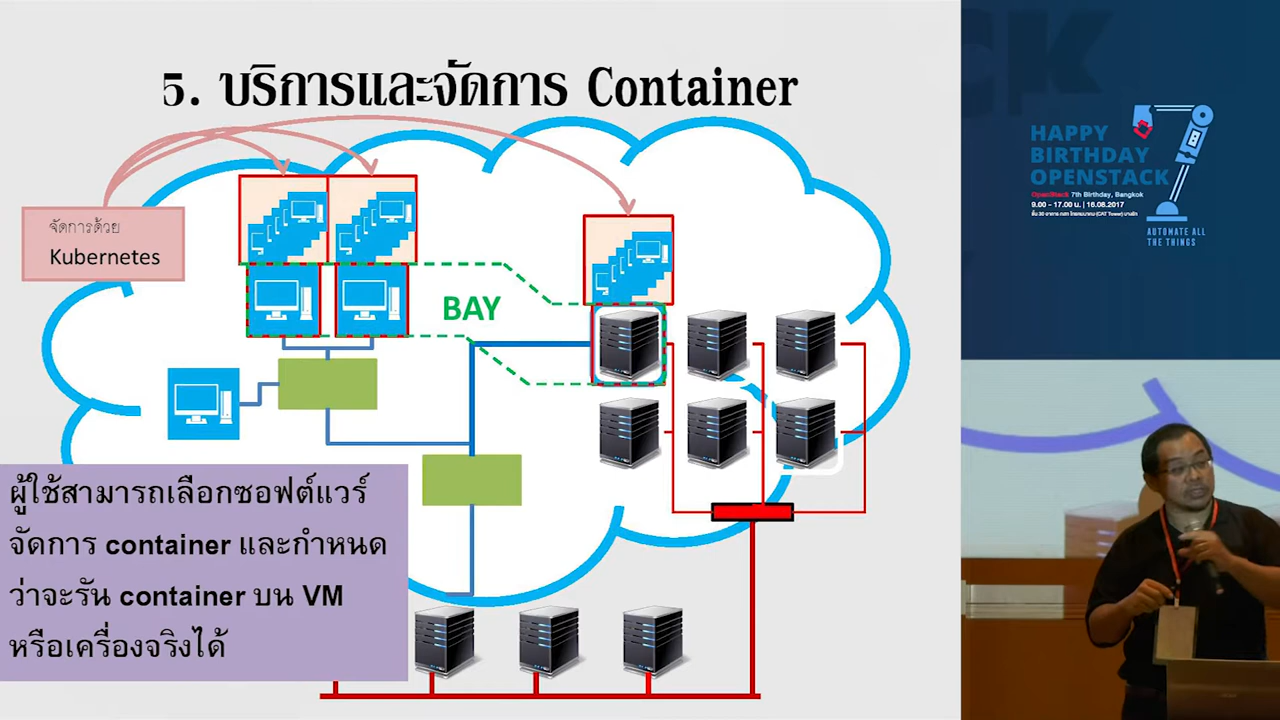 5. บริการและจัดการ Container
จัดการด้วย
Kubernetes
BAY
ผู้ใช้สามารถเลือกซอฟต์แวร์
จัดการ container และกำหนด
ว่าจะรัน container บน VM
หรือเครื่องจริงได้
HAPPY
BIRTHDAY
OPENSTACK
OpenStack 7th Birthday, Bangkok
9.00 - 17.00 น. | 16.08.2017
ชั้น 30 อาคาร กสท โทรคมนาคม (CAT Tower) บางรัก
AUTOMATE ALL
THE THINGS